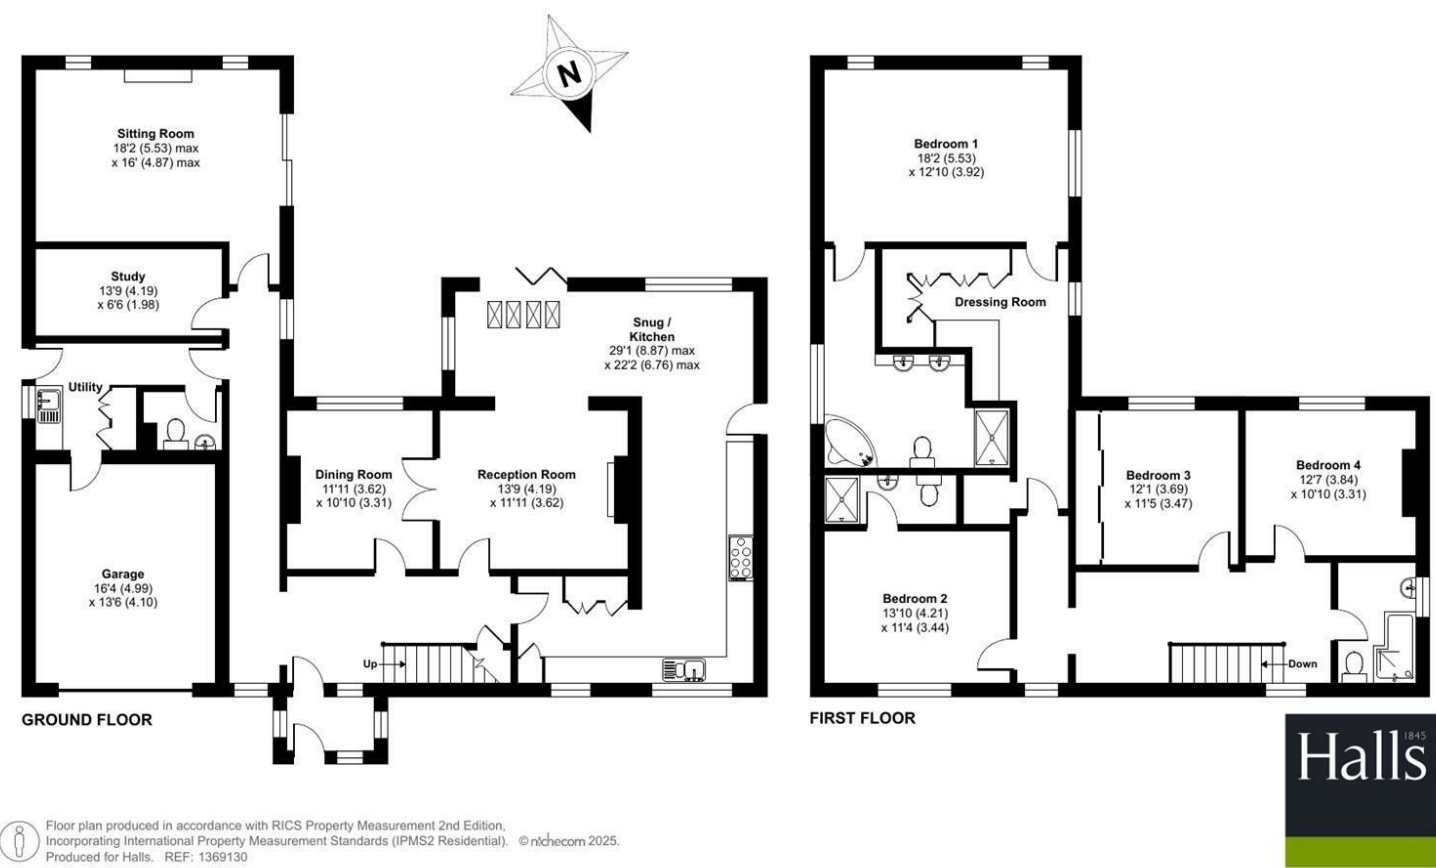 N
Sitting Room
18'2 (5.53) max
x 16' (4.87) max
Study
13'9 (4.19)
x 6'6 (1.98)
Utility
Snug /
Kitchen
29'1 (8.87) max
x 22'2 (6.76) max
Dining Room
11'11 (3.62)
x 10'10 (3.31)
Reception Room
13'9 (4.19)
x 11'11 (3.62)
Garage
16'4 (4.99)
x 13'6 (4.10)
Up
GROUND FLOOR
Bedroom 1
18'2 (5.53)
x 12'10 (3.92)
Dressing Room
Bedroom 3
12'1 (3.69)
x 11'5 (3.47)
Bedroom 4
12'7 (3.84)
x 10'10 (3.31)
Bedroom 2
13'10 (4.21)
x 11'4 (3.44)
Down
FIRST FLOOR
Halls 1845
Floor plan produced in accordance with RICS Property Measurement 2nd Edition,
Incorporating International Property Measurement Standards (IPMS2 Residential). © nichecom 2025.
Produced for Halls. REF: 1369130